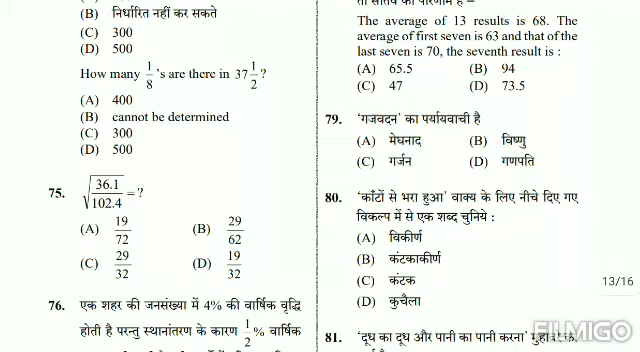 (B) निर्धारित नहीं कर सकते
(C) 300
(D) 500
How many 1/8 's are there in 37 1/2 ?
(A) 400
(B) cannot be determined
(C) 300
(D) 500
75. √(36.1/102.4) = ?
(A) 19/72 (B) 29/62
(C) 29/32 (D) 19/32
76. एक शहर की जनसंख्या में 4% की वार्षिक वृद्धि
होती है परन्तु स्थानांतरण के कारण 1/2 % वार्षिक
The average of 13 results is 68. The
average of first seven is 63 and that of the
last seven is 70, the seventh result is :
(A) 65.5 (B) 94
(C) 47 (D) 73.5
79. 'गजवदन' का पर्यायवाची है
(A) मेघनाद (B) विष्णु
(C) गर्जन (D) गणपति
80. 'काँटों से भरा हुआ' वाक्य के लिए नीचे दिए गए
विकल्प में से एक शब्द चुनिये :
(A) विकीर्ण
(B) कंटकाकीर्ण
(C) कंटक
(D) कुचैला
81. 'दूध का दूध और पानी का पानी करना'
13/16
FILMIGO